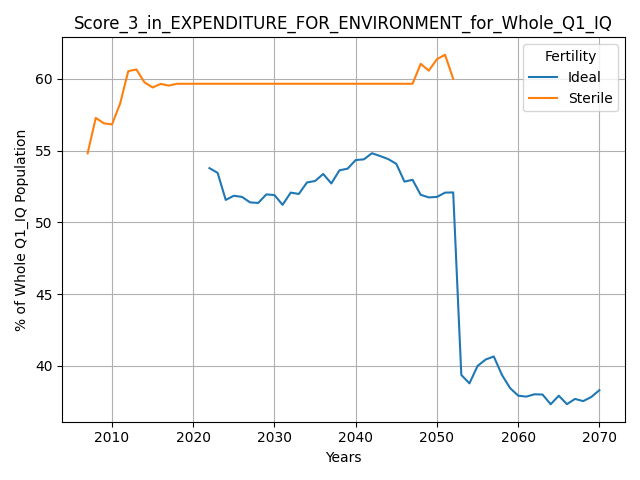 Score_3_in_EXPENDITURE_FOR_ENVIRONMENT_for_Whole_Q1_IQ
Fertility
Ideal
Sterile
% of Whole Q1_IQ Population
60
55
50
45
40
2010
2020
2030
2040
2050
2060
2070
Years